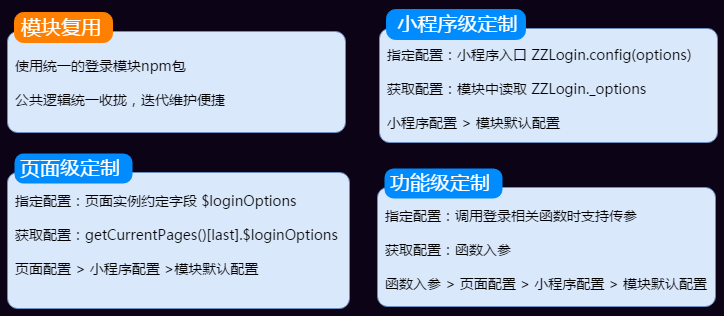 模块复用
使用统一的登录模块npm包
公共逻辑统一收拢，迭代维护便捷
小程序级定制
指定配置：小程序入口 ZZLogin.config(options)
获取配置：模块中读取 ZZLogin._options
小程序配置 > 模块默认配置
页面级定制
指定配置：页面实例约定字段 $loginOptions
获取配置：getCurrentPages()[last].$loginOptions
页面配置 > 小程序配置 >模块默认配置
功能级定制
指定配置：调用登录相关函数时支持传参
获取配置：函数入参
函数入参 > 页面配置 > 小程序配置 > 模块默认配置